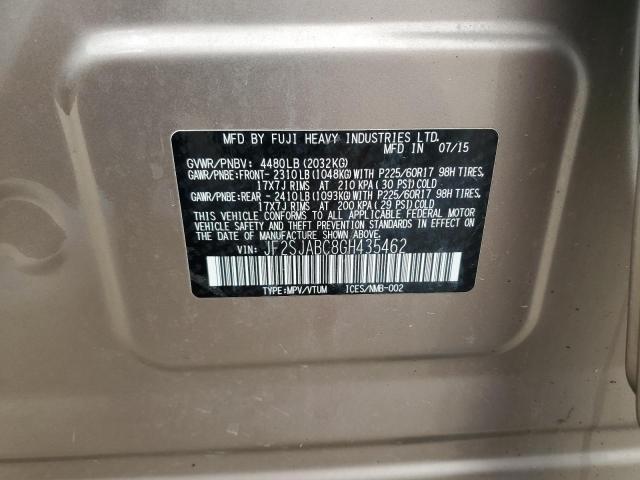 MFD BY FUJI HEAVY INDUSTRIES LTD.
MFD IN 07/15
GVWR/PNBV: 4480LB (2032KG)
GAWR/PNBE:FRONT- 2310LB (1048KG) WITH P225/60R17 98H TIRES,
17X7J RIMS AT 210 KPA (30 PSI) COLD
GAWR/PNBE:REAR - 2410LB (1093KG) WITH P225/60R17 98H TIRES,
17X7J RIMS AT 200 KPA (29 PSI) COLD
THIS VEHICLE CONFORMS TO ALL APPLICABLE FEDERAL MOTOR
VEHICLE SAFETY AND THEFT PREVENTION STANDARDS IN EFFECT ON
THE DATE OF MANUFACTURE SHOWN ABOVE.
VIN: JF2SJABC8GH435462
TYPE:MPV/VTUM ICES/NMB-002